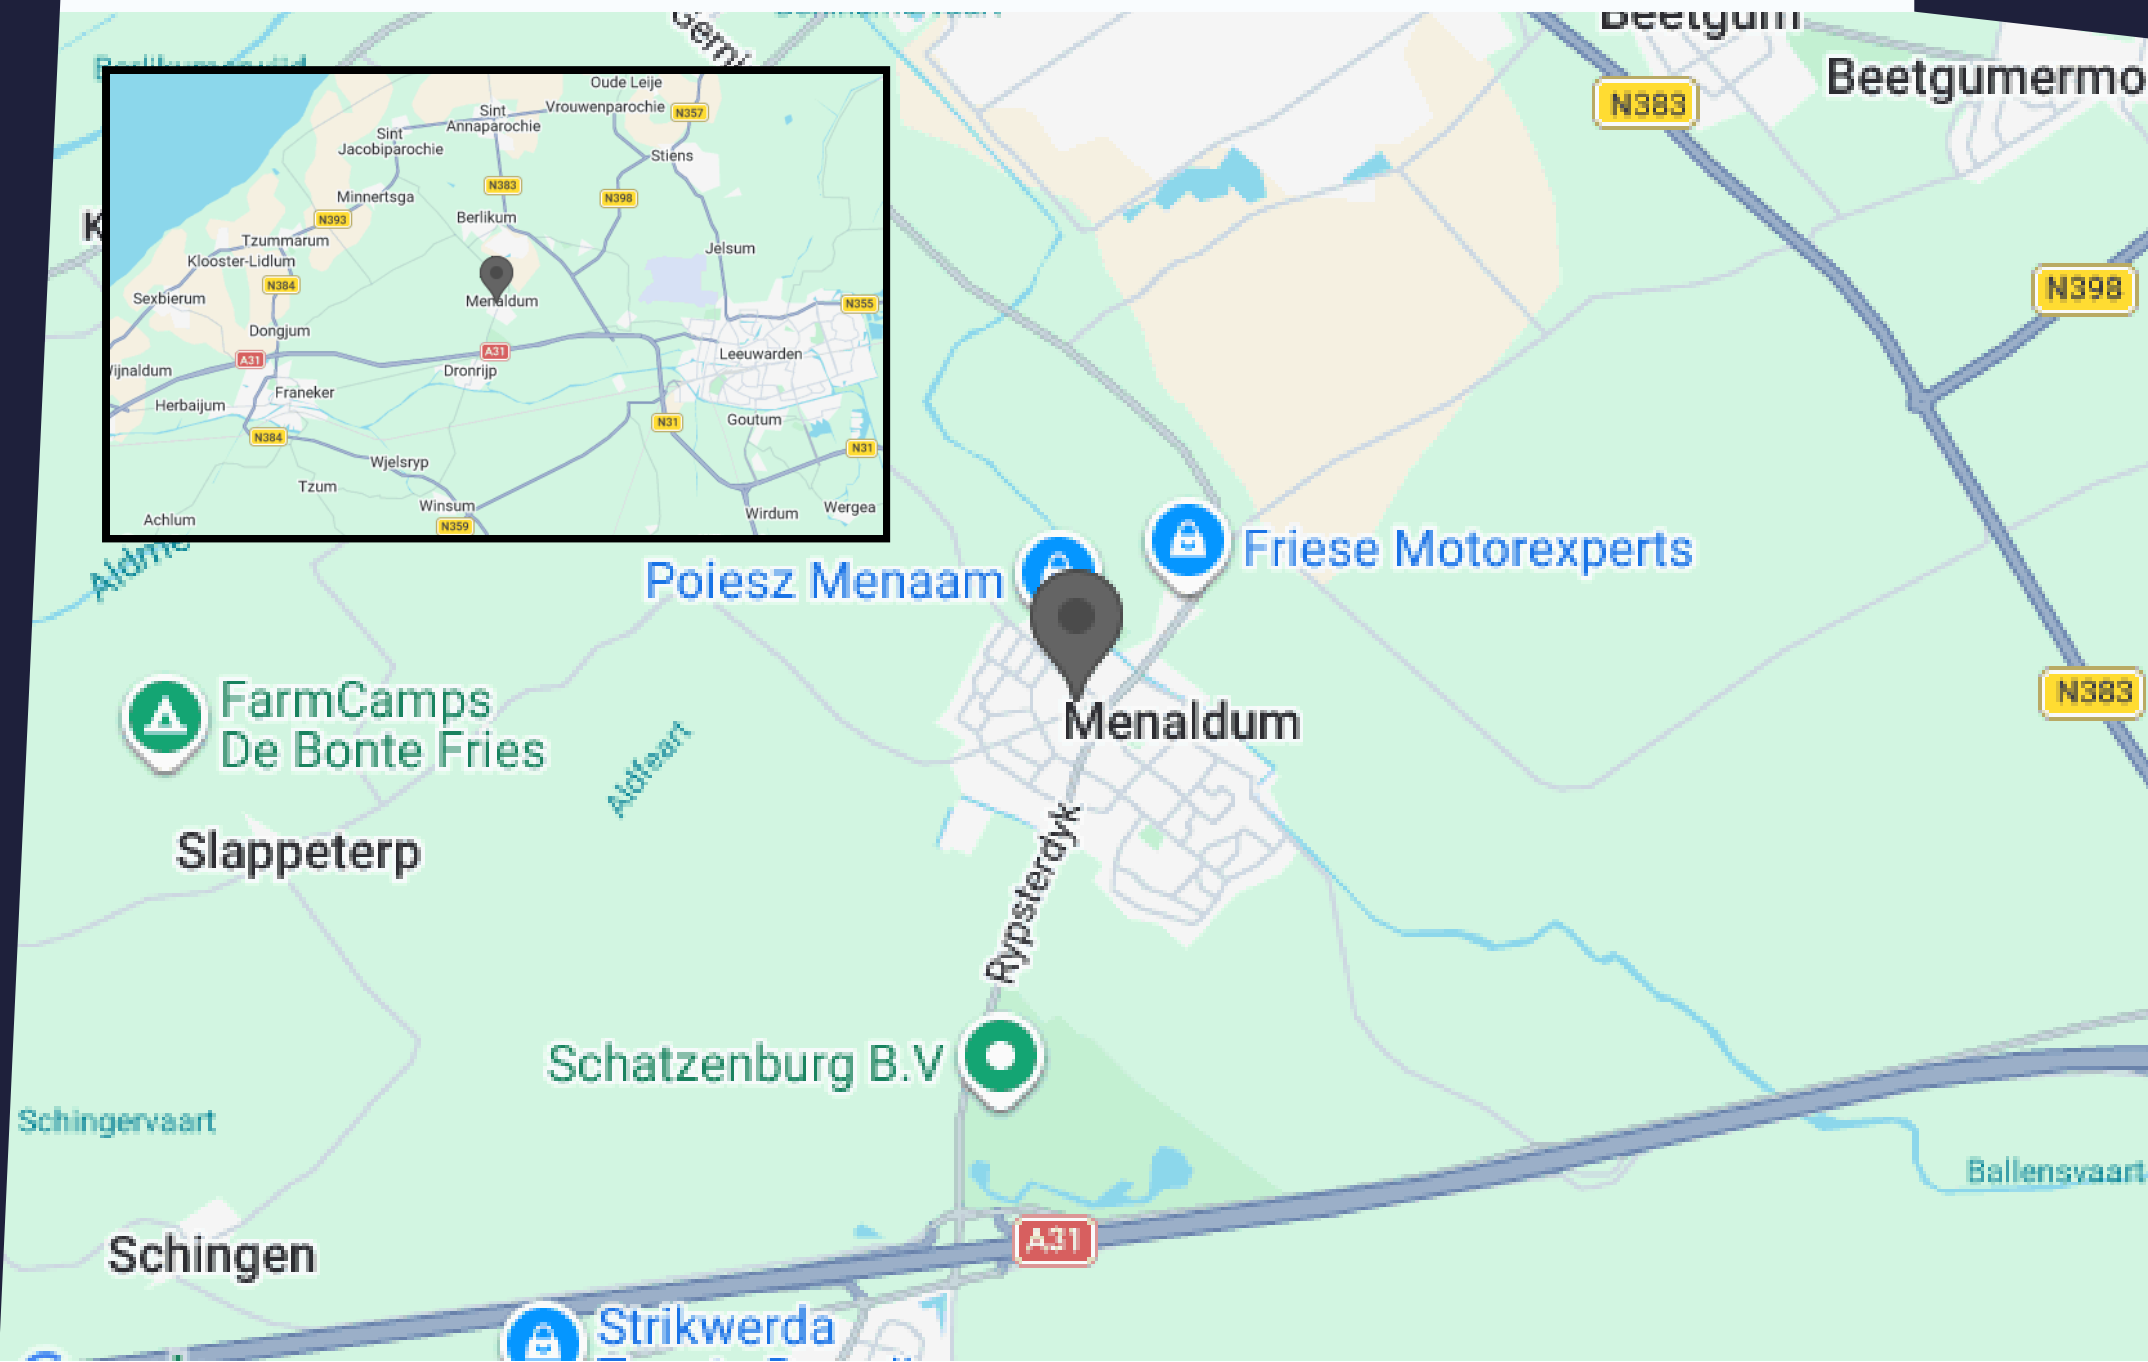 Beetgum
N383
Beetgumermo
Oude Leije
Vrouwenparochie
N357
Sint
Annaparochie
Sint
Jacobiparochie
Stiens
N383
N398
Minnertsga
N393
Berlikum
Tzummarum
Klooster-Lidlum
Jelsum
N384
Sexbierum
Menaldum
N355
Dongjum
A31
A31
Leeuwarden
Dronrijp
Franeker
Herbaijum
Goutum
N31
N384
N31
Wjelsryp
Tzum
Winsum
Wergea
Wirdum
Achlum
N359
N398
Friese Motorexperts
Poiesz Menaam
FarmCamps
De Bonte Fries
N383
Menaldum
Aldfeart
Slappeterp
Rypsterdyk
Schatzenburg B.V
Schingervaart
Ballensvaart
A31
Schingen
Strikwerda